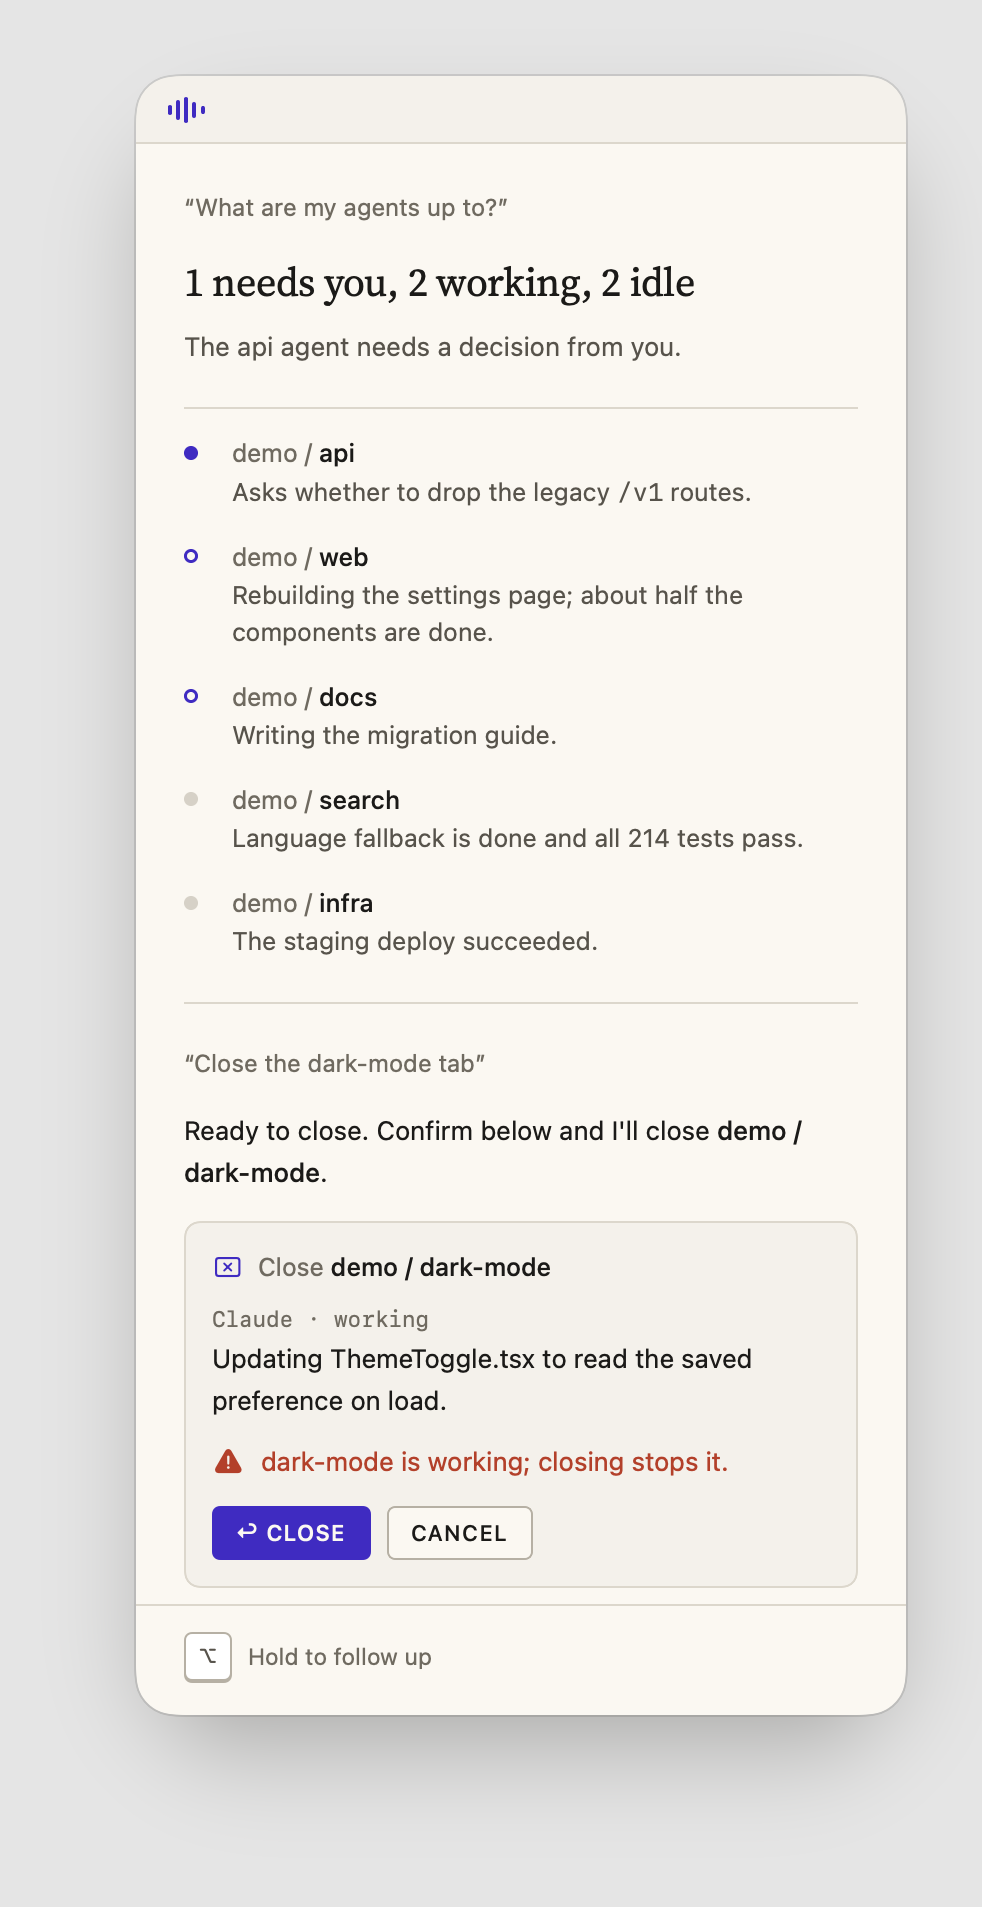 “What are my agents up to?”
1 needs you, 2 working, 2 idle
The api agent needs a decision from you.
demo / api
Asks whether to drop the legacy /v1 routes.
demo / web
Rebuilding the settings page; about half the
components are done.
demo / docs
Writing the migration guide.
demo / search
Language fallback is done and all 214 tests pass.
demo / infra
The staging deploy succeeded.
“Close the dark-mode tab”
Ready to close. Confirm below and I'll close demo /
dark-mode.
Close demo / dark-mode
Claude · working
Updating ThemeToggle.tsx to read the saved
preference on load.
dark-mode is working; closing stops it.
↩ CLOSE CANCEL
⌥ Hold to follow up